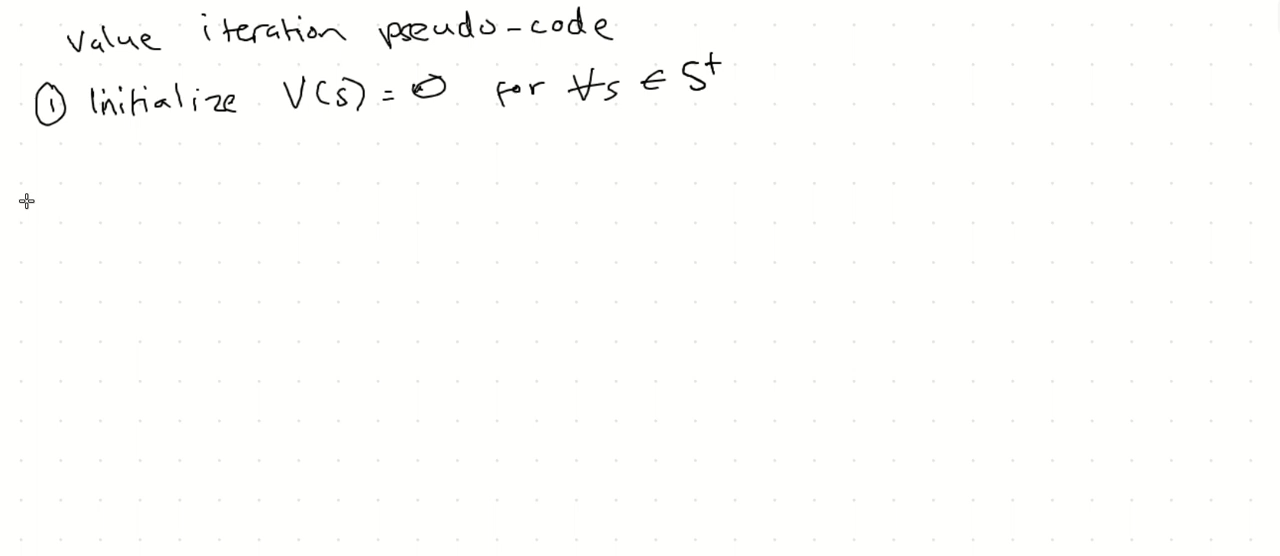 Value iteration pseudo-code
① Initialize V(s) = 0 for ∀s ∈ S⁺